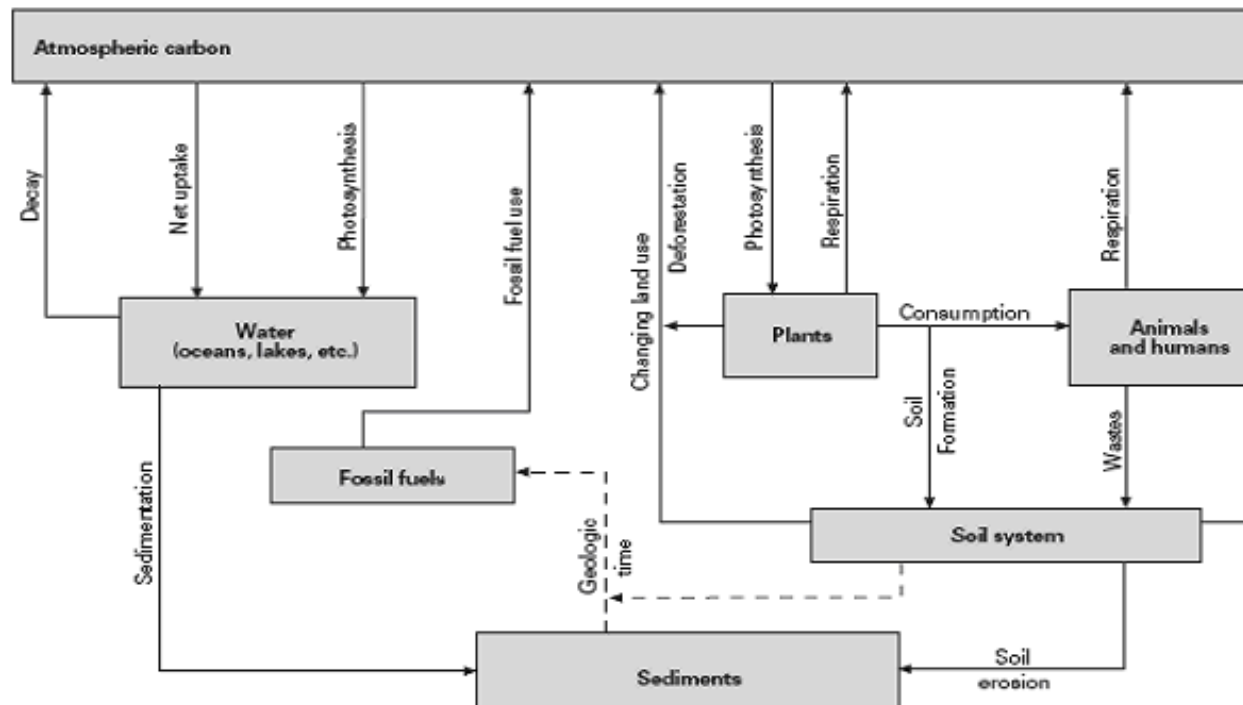 Atmospheric carbon
Decay
Net uptake
Photosynthesis
Fossil fuel use
Changing land use
Deforestation
Photosynthesis
Respiration
Respiration
Water
(oceans, lakes, etc.)
Plants
Consumption
Animals
and humans
Soil
Formation
Wastes
Fossil fuels
Sedimentation
Geologic
time
Soil system
Sediments
Soil
erosion